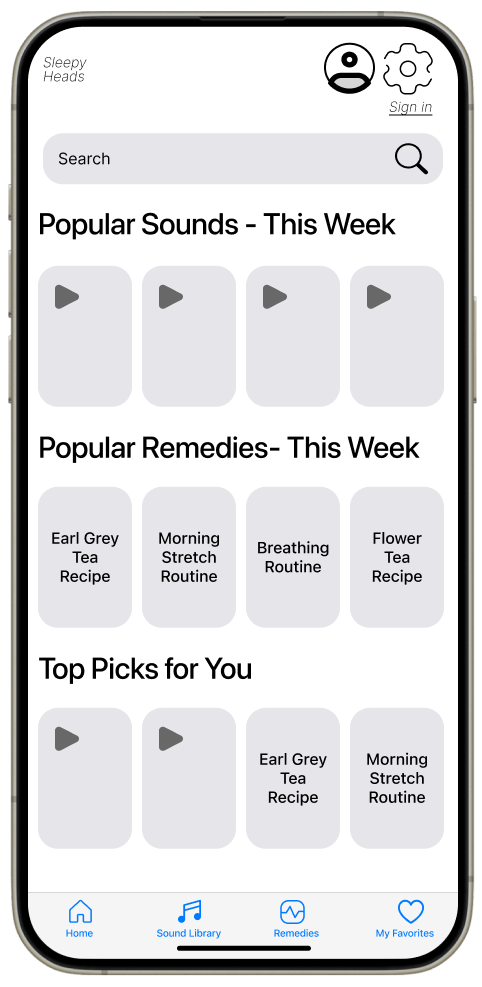 Sleepy
Heads
Sign in
Search
Popular Sounds - This Week
Popular Remedies- This Week
Earl Grey
Tea
Recipe
Morning
Stretch
Routine
Breathing
Routine
Flower
Tea
Recipe
Top Picks for You
Earl Grey
Tea
Recipe
Morning
Stretch
Routine
Home
Sound Library
Remedies
My Favorites